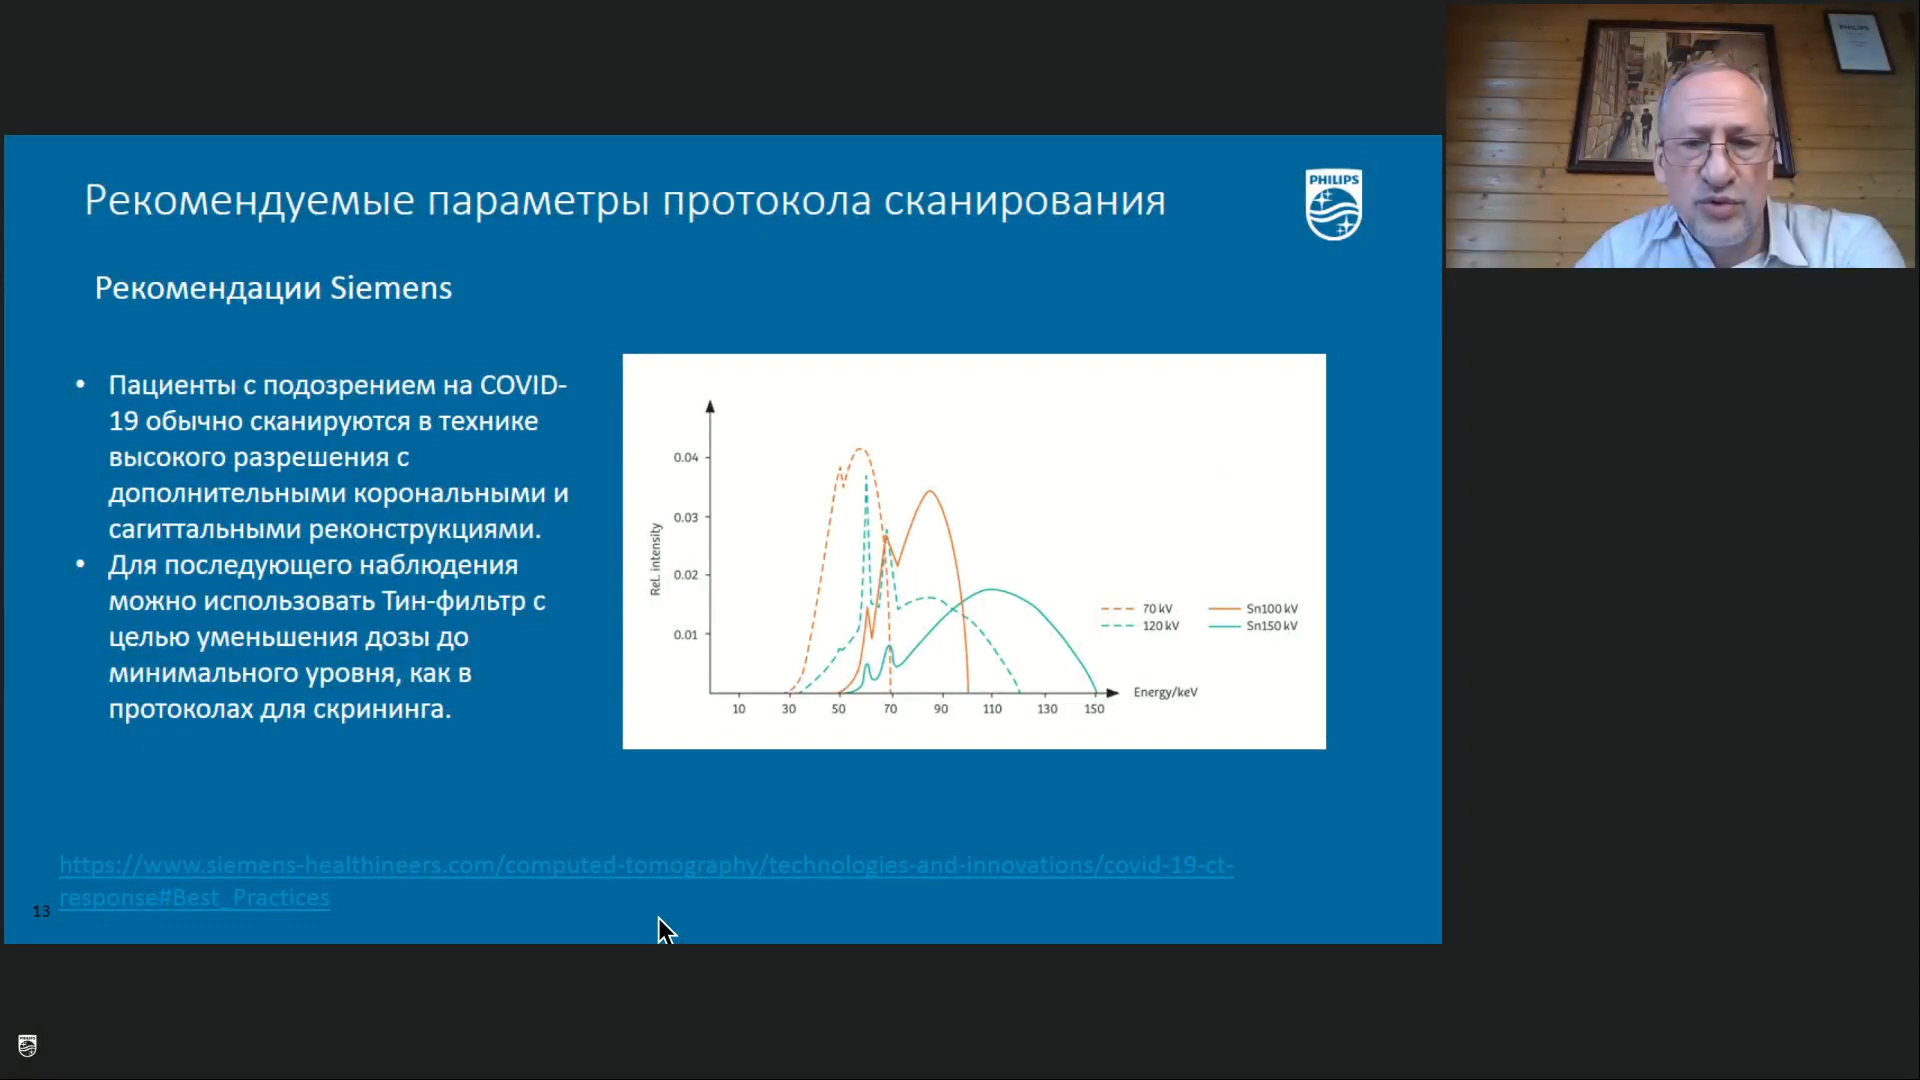 Рекомендуемые параметры протокола сканирования
PHILIPS
Рекомендации Siemens
• Пациенты с подозрением на COVID-
19 обычно сканируются в технике
высокого разрешения с
дополнительными корональными и
сагиттальными реконструкциями.
• Для последующего наблюдения
можно использовать Тин-фильтр с
целью уменьшения дозы до
минимального уровня, как в
протоколах для скрининга.
Rel. intensity
0.04
0.03
0.02
0.01
10 30 50 70 90 110 130 150
Energy/keV
70 kV Sn100 kV
120 kV Sn150 kV
https://www.siemens-healthineers.com/computed-tomography/technologies-and-innovations/covid-19-ct-
response#Best_Practices
13
PHILIPS
PHILIPS